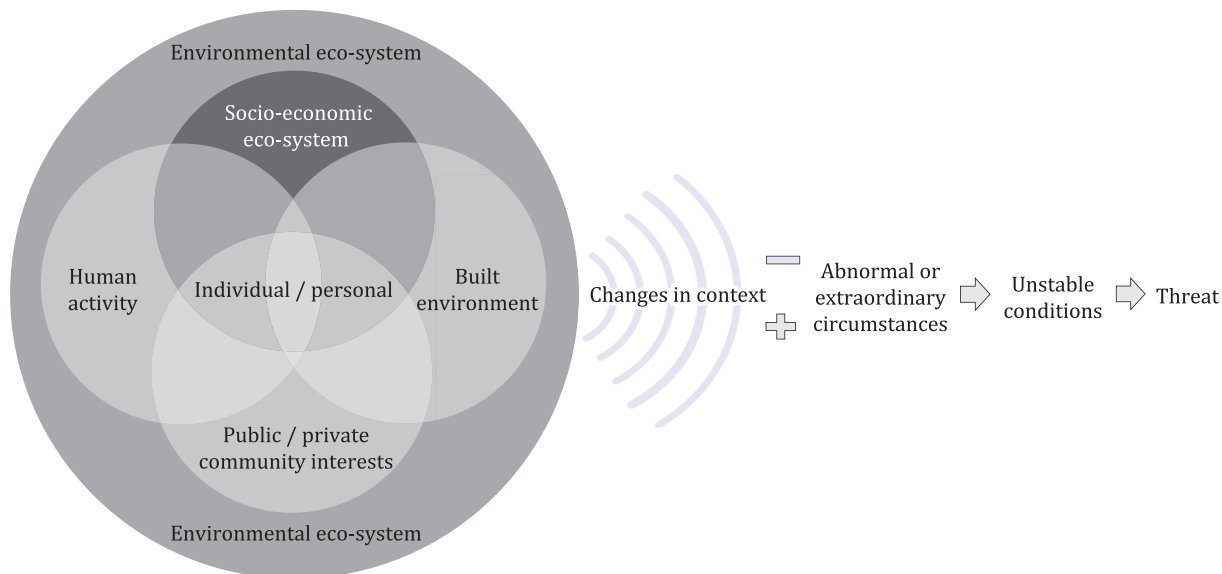 Environmental eco-system
Socio-economic
eco-system
Human
activity
Individual / personal
Built
environment
Public / private
community interests
Environmental eco-system
Changes in context
Abnormal or
extraordinary
circumstances
Unstable
conditions
Threat